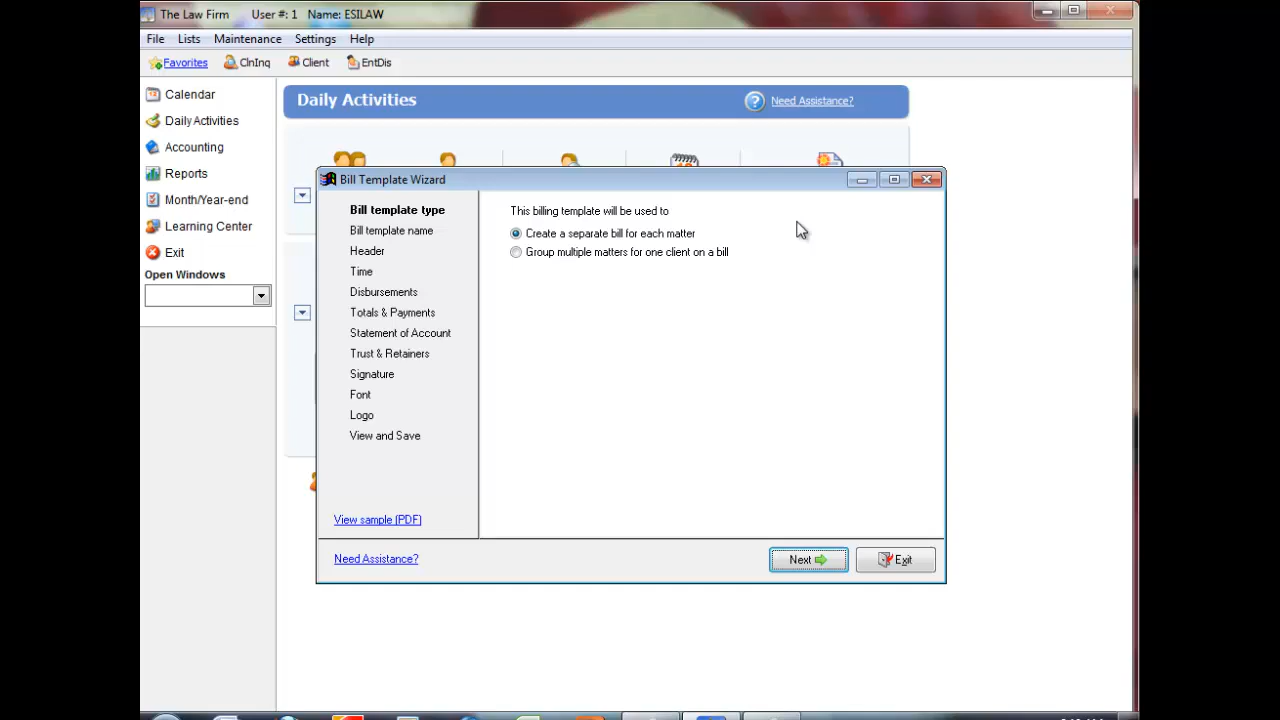 The Law Firm User #: 1 Name: ESILAW
File Lists Maintenance Settings Help
Favorites ClnInq Client EntDis
Calendar
Daily Activities
Accounting
Reports
Month/Year-end
Learning Center
Exit
Open Windows
Daily Activities
? Need Assistance?
Bill Template Wizard
Bill template type
Bill template name
Header
Time
Disbursements
Totals & Payments
Statement of Account
Trust & Retainers
Signature
Font
Logo
View and Save
View sample (PDF)
This billing template will be used to
Create a separate bill for each matter
Group multiple matters for one client on a bill
Need Assistance?
Next
Exit